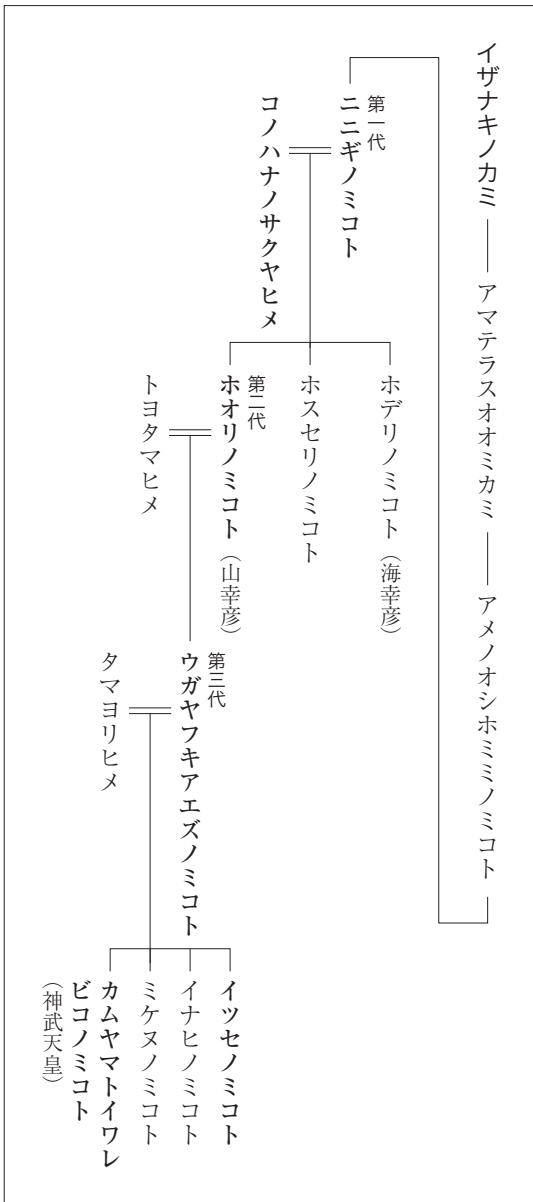 イザナキノカミ
アマテラスオオミカミ
アメノオシホミミノミコト
第一代
ニニギノミコト
コノハナノサクヤヒメ
ホデリノミコト（海幸彦）
ホスセリノミコト
第二代
ホオリノミコト（山幸彦）
トヨタマヒメ
第三代
ウガヤフキアエズノミコト
タマヨリヒメ
イツセノミコト
イナヒノミコト
ミケヌノミコト
カムヤマトイワレ
ビコノミコト
（神武天皇）